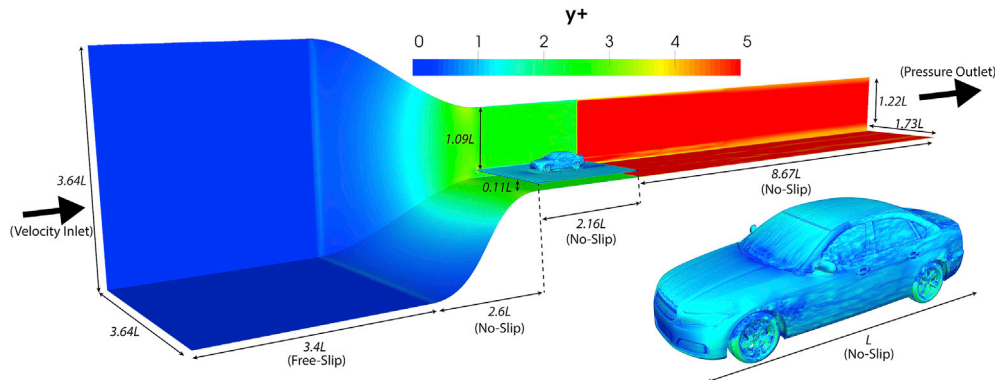 y+
0 1 2 3 4 5
(Pressure Outlet)
1.22L
1.73L
1.09L
3.64L
0.11L
8.67L
(No-Slip)
(Velocity Inlet)
2.16L
(No-Slip)
3.64L
2.6L
(No-Slip)
3.4L
(Free-Slip)
L
(No-Slip)